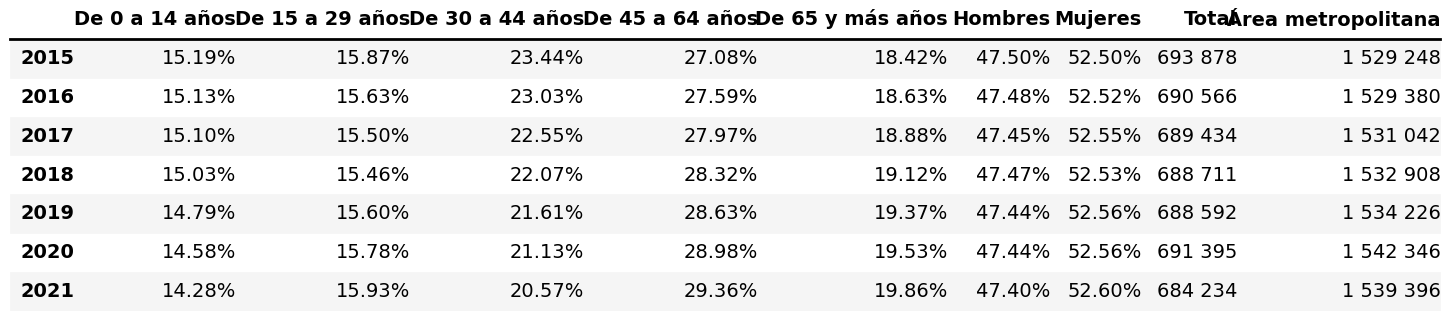 De 0 a 14 años De 15 a 29 años De 30 a 44 años De 45 a 64 años De 65 y más años Hombres Mujeres Total Área metropolitana
2015 15.19% 15.87% 23.44% 27.08% 18.42% 47.50% 52.50% 693 878 1 529 248
2016 15.13% 15.63% 23.03% 27.59% 18.63% 47.48% 52.52% 690 566 1 529 380
2017 15.10% 15.50% 22.55% 27.97% 18.88% 47.45% 52.55% 689 434 1 531 042
2018 15.03% 15.46% 22.07% 28.32% 19.12% 47.47% 52.53% 688 711 1 532 908
2019 14.79% 15.60% 21.61% 28.63% 19.37% 47.44% 52.56% 688 592 1 534 226
2020 14.58% 15.78% 21.13% 28.98% 19.53% 47.44% 52.56% 691 395 1 542 346
2021 14.28% 15.93% 20.57% 29.36% 19.86% 47.40% 52.60% 684 234 1 539 396